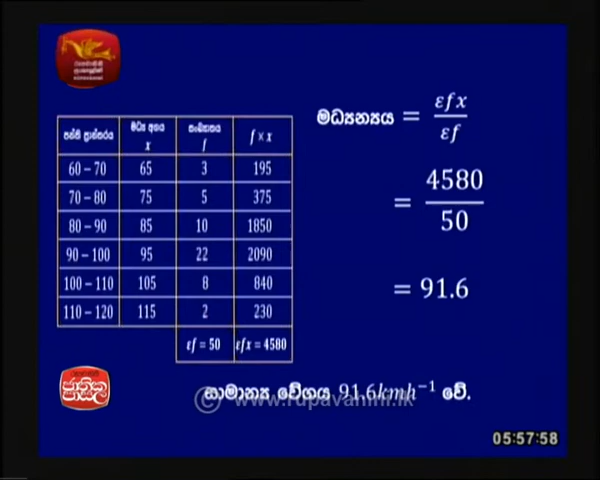 මධ්‍යන්‍යය = εfx / εf
= 4580 / 50
= 91.6
පන්ති ප්‍රාන්තරය | මධ්‍ය අගය x | සංඛ්‍යාතය f | f × x
60 – 70 | 65 | 3 | 195
70 – 80 | 75 | 5 | 375
80 – 90 | 85 | 10 | 1850
90 – 100 | 95 | 22 | 2090
100 – 110 | 105 | 8 | 840
110 – 120 | 115 | 2 | 230
εf = 50 | εfx = 4580
ජාතික
පාසල
සාමාන්‍ය වේගය 91.6kmh⁻¹ වේ.
© www.rupavahini.lk
05:57:58